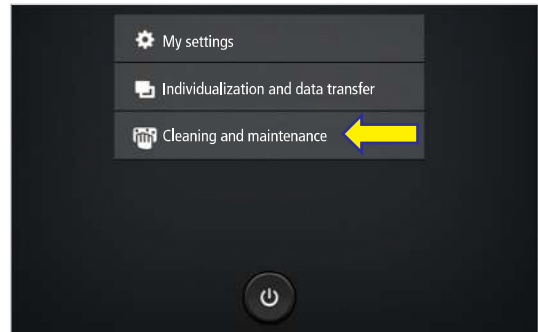 My settings
Individualization and data transfer
Cleaning and maintenance